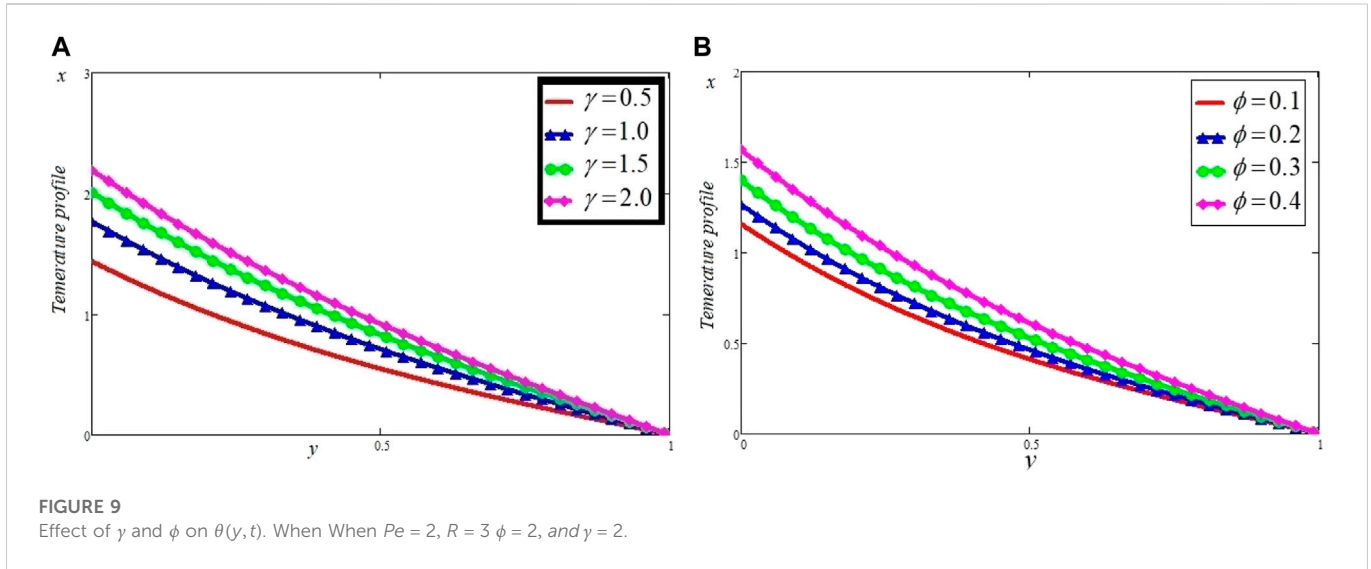 A
x
3
2
1
0
Temerature profile
0.5
1
y
γ=0.5
γ=1.0
γ=1.5
γ=2.0
B
x
2
1.5
1
0.5
0
Temerature profile
0.5
1
y
ϕ=0.1
ϕ=0.2
ϕ=0.3
ϕ=0.4
FIGURE 9
Effect of γ and ϕ on θ(y,t). When When Pe = 2, R = 3 ϕ = 2, and γ = 2.